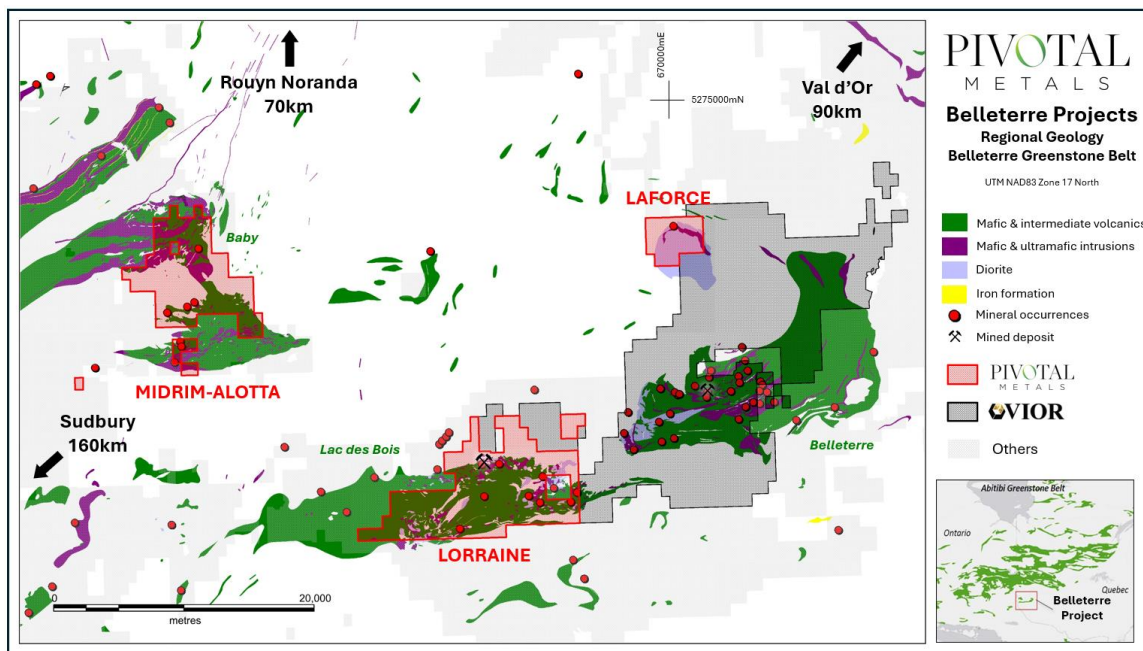 Rouyn Noranda
70km
670000mE
5275000mN
Val d'Or
90km
LAFORCE
Baby
MIDRIM-ALOTTA
Sudbury
160km
Lac des Bois
Belleterre
LORRAINE
0
20,000
metres
PIVOTAL
METALS
Belleterre Projects
Regional Geology
Belleterre Greenstone Belt
UTM NAD83 Zone 17 North
Mafic & intermediate volcanics
Mafic & ultramafic intrusions
Diorite
Iron formation
Mineral occurrences
Mined deposit
PIVOTAL
METALS
VIOR
Others
Abitibi Greenstone Belt
Ontario
Quebec
Belleterre
Project